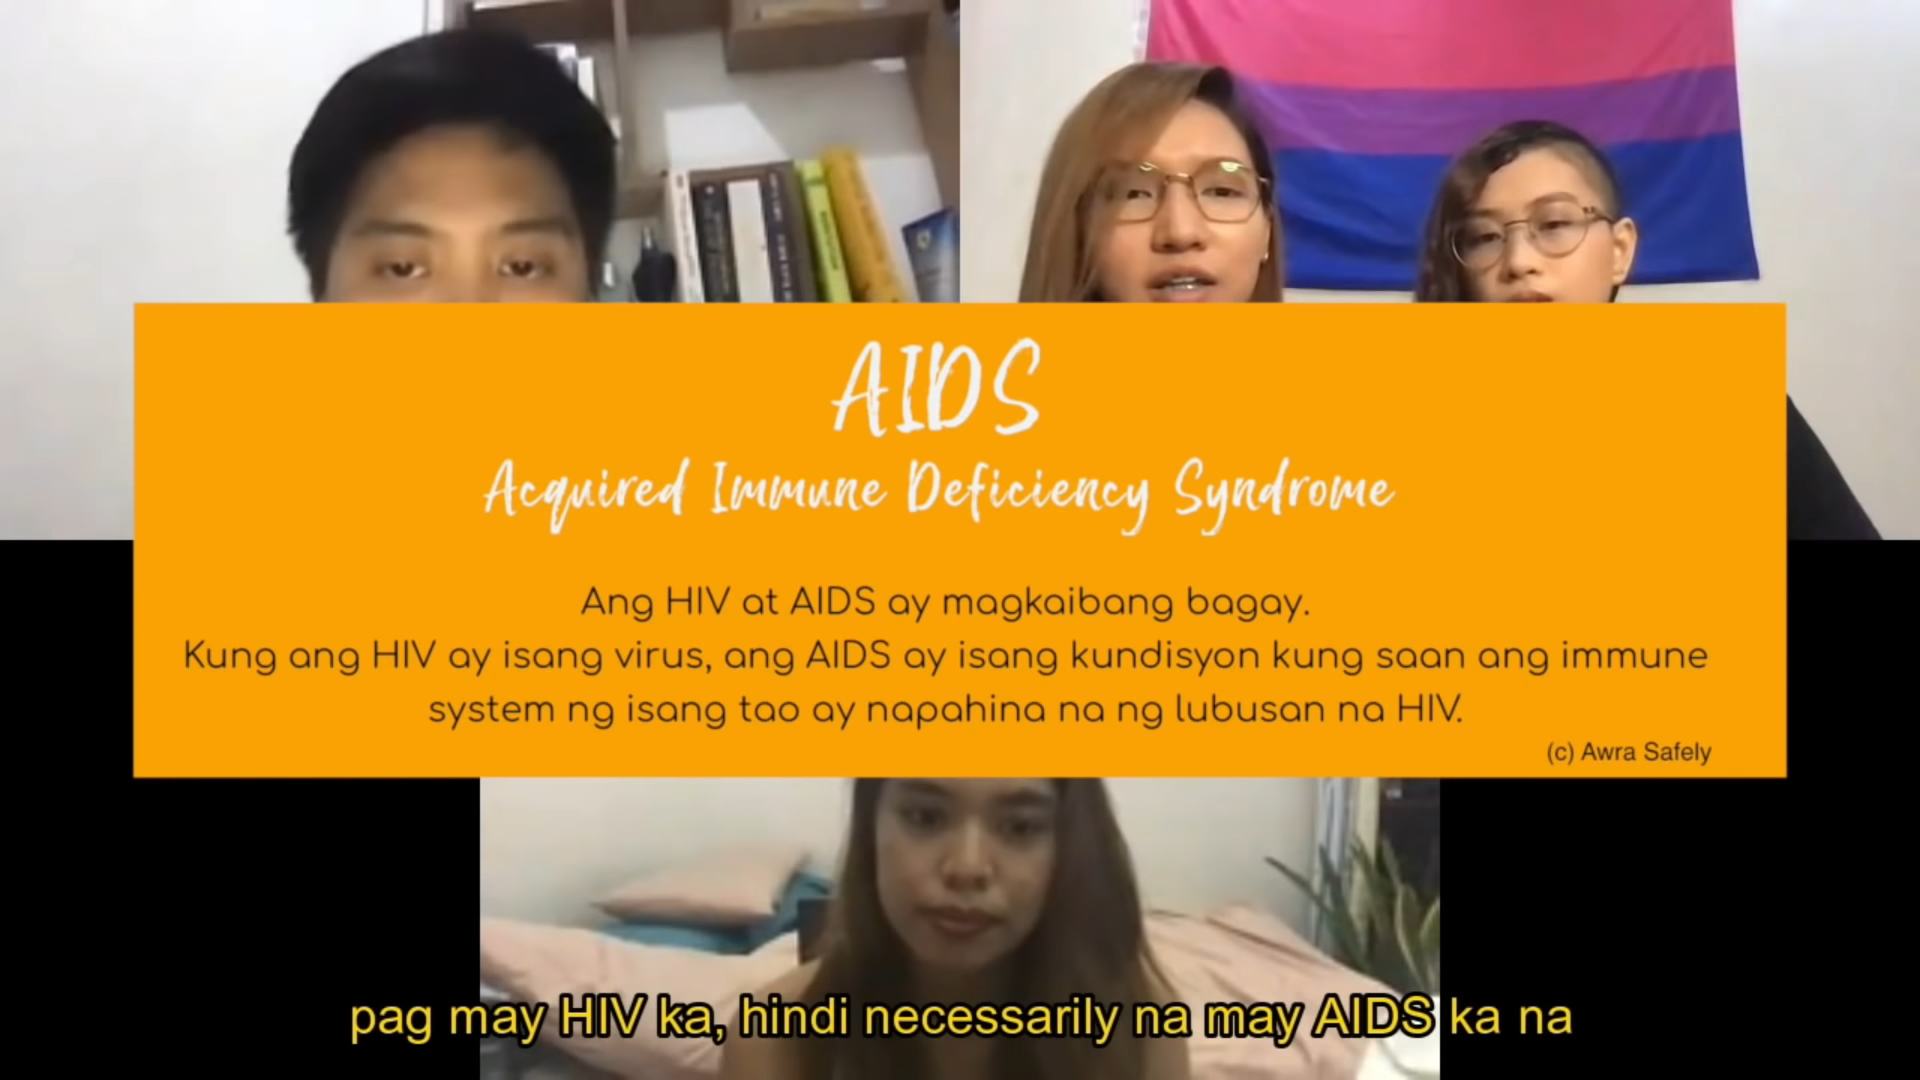 AIDS
Acquired Immune Deficiency Syndrome
Ang HIV at AIDS ay magkaibang bagay.
Kung ang HIV ay isang virus, ang AIDS ay isang kundisyon kung saan ang immune
system ng isang tao ay napahina na ng lubusan na HIV.
(c) Awra Safely
pag may HIV ka, hindi necessarily na may AIDS ka na